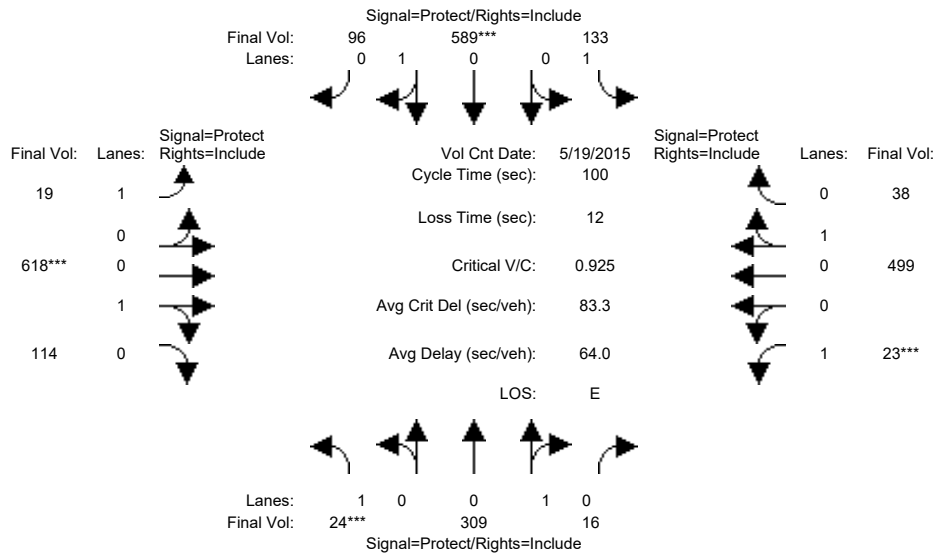 Signal=Protect/Rights=Include
Final Vol: 96 589*** 133
Lanes: 0 1 0 0 1
Signal=Protect
Final Vol: Lanes: Rights=Include
Vol Cnt Date: 5/19/2015
Signal=Protect
Rights=Include Lanes: Final Vol:
Cycle Time (sec): 100
19 1
0 38
Loss Time (sec): 12
0
1
618*** 0
Critical V/C: 0.925
0 499
1
Avg Crit Del (sec/veh): 83.3
0
114 0
Avg Delay (sec/veh): 64.0
1 23***
LOS: E
Lanes: 1 0 0 1 0
Final Vol: 24*** 309 16
Signal=Protect/Rights=Include